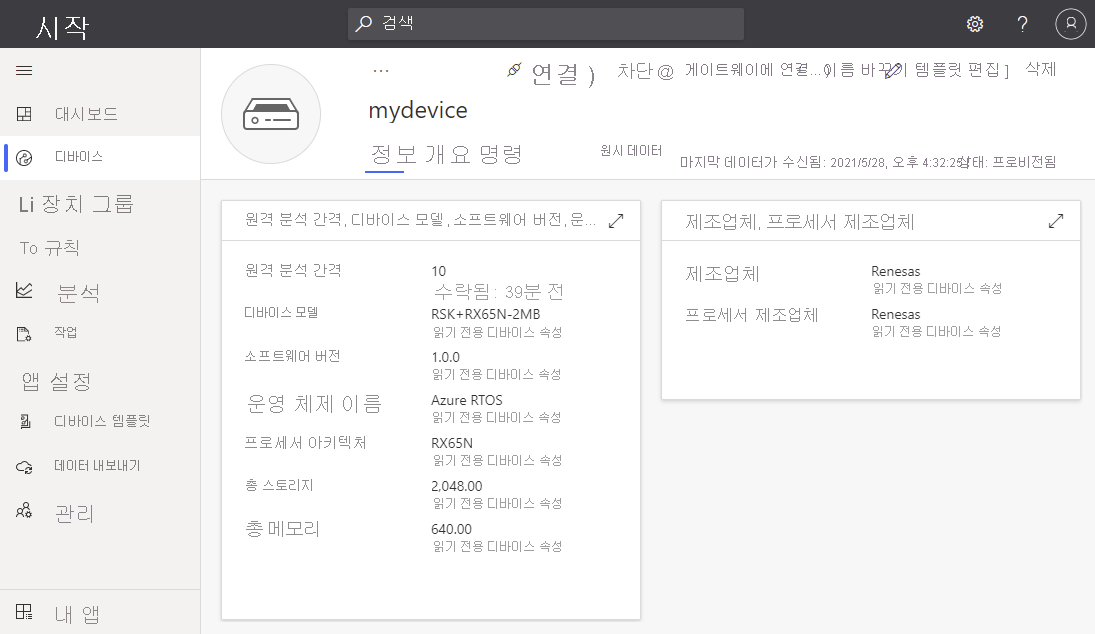 시작
검색
?
대시보드
디바이스
Li 장치 그룹
To 규칙
분석
작업
앱 설정
디바이스 템플릿
데이터 내보내기
관리
내 앱
...
연결 ) 차단 @ 게이트웨이에 연결... 이름 바꾸기 템플릿 편집 ] 삭제
mydevice
정보 개요 명령 원시 데이터
마지막 데이터가 수신됨: 2021/5/28, 오후 4:32:25 상태: 프로비전됨
원격 분석 간격, 디바이스 모델, 소프트웨어 버전, 운...
원격 분석 간격 10
수락됨: 39분 전
디바이스 모델 RSK+RX65N-2MB
읽기 전용 디바이스 속성
소프트웨어 버전 1.0.0
읽기 전용 디바이스 속성
운영 체제 이름 Azure RTOS
읽기 전용 디바이스 속성
프로세서 아키텍처 RX65N
읽기 전용 디바이스 속성
총 스토리지 2,048.00
읽기 전용 디바이스 속성
총 메모리 640.00
읽기 전용 디바이스 속성
제조업체, 프로세서 제조업체
제조업체 Renesas
읽기 전용 디바이스 속성
프로세서 제조업체 Renesas
읽기 전용 디바이스 속성